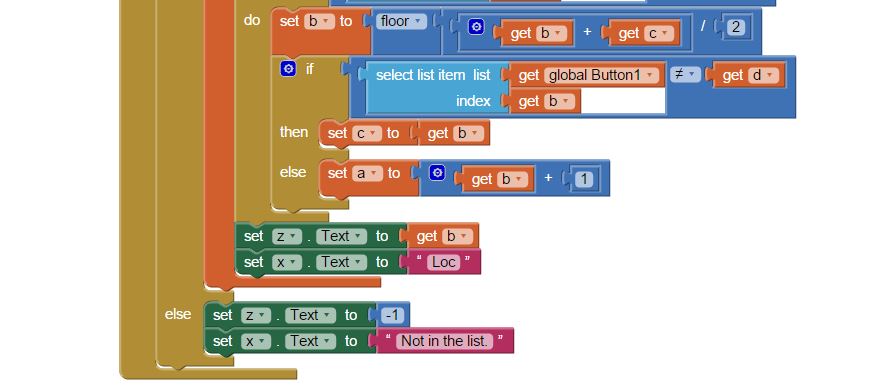 do set b to floor get b + get c / 2
if select list item list get global Button1 ≠ get d
index get b
then set c to get b
else set a to get b + 1
set z . Text to get b
set x . Text to " Loc "
else set z . Text to -1
set x . Text to " Not in the list. "